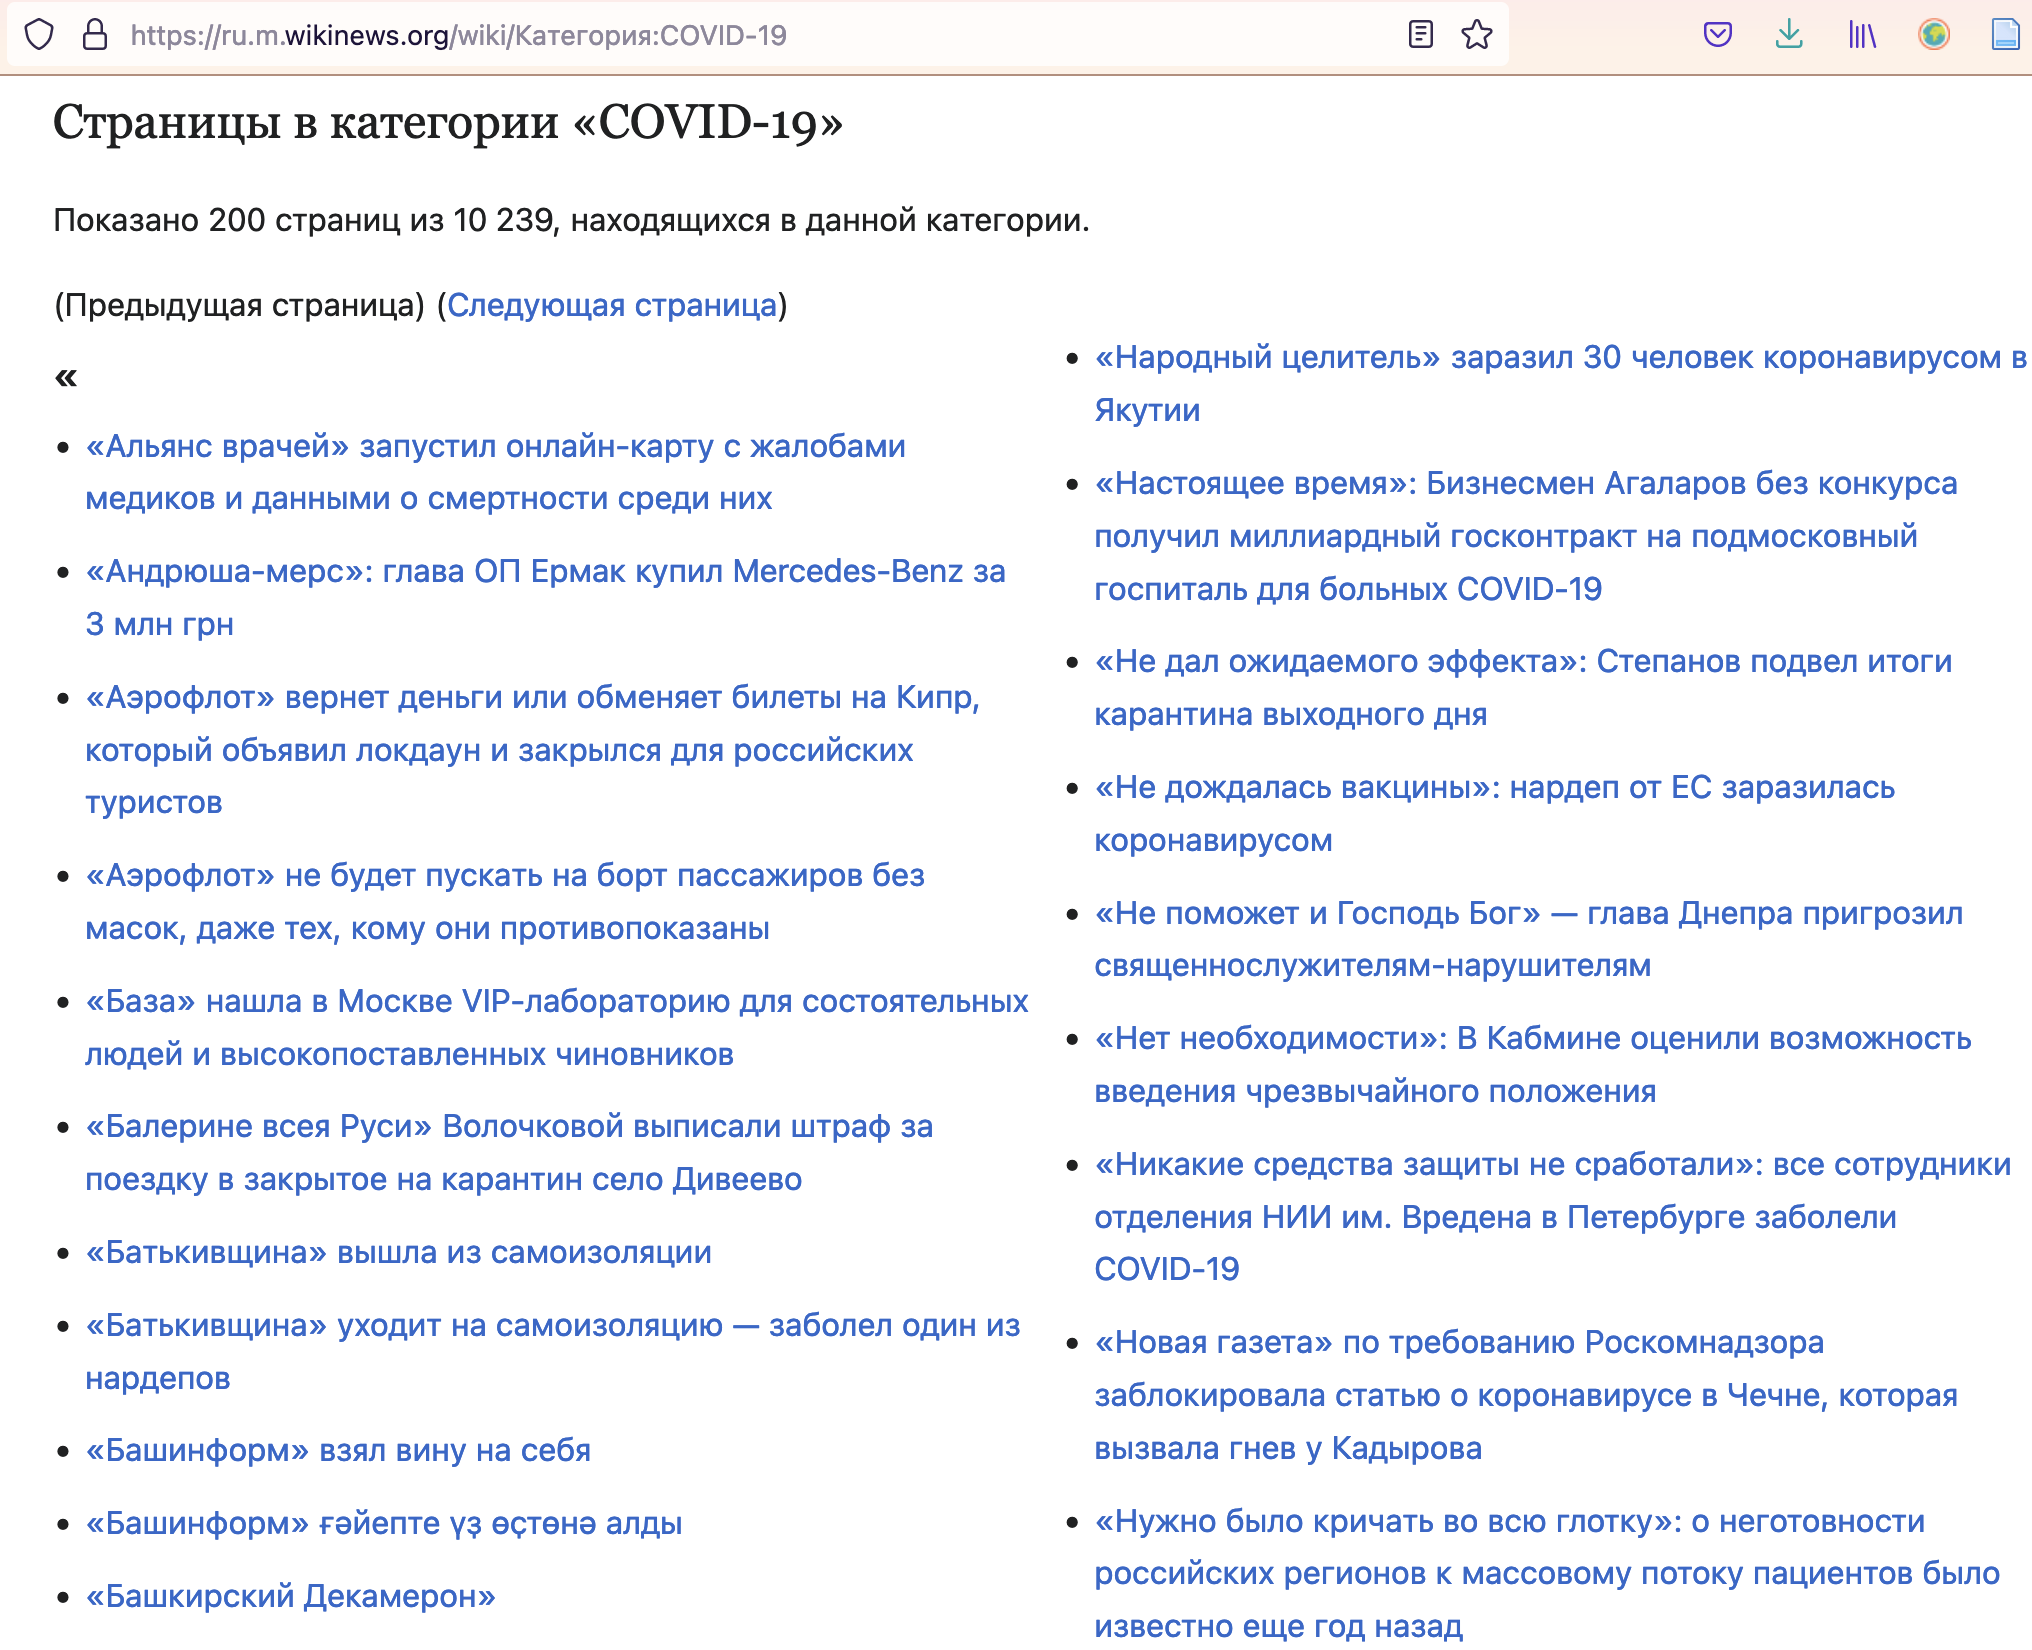 https://ru.m.wikinews.org/wiki/Категория:COVID-19
Страницы в категории «COVID-19»
Показано 200 страниц из 10 239, находящихся в данной категории.
(Предыдущая страница) (Следующая страница)
«
«Альянс врачей» запустил онлайн-карту с жалобами
медиков и данными о смертности среди них
«Андрюша-мерс»: глава ОП Ермак купил Mercedes-Benz за
3 млн грн
«Аэрофлот» вернет деньги или обменяет билеты на Кипр,
который объявил локдаун и закрылся для российских
туристов
«Аэрофлот» не будет пускать на борт пассажиров без
масок, даже тех, кому они противопоказаны
«База» нашла в Москве VIP-лабораторию для состоятельных
людей и высокопоставленных чиновников
«Балерине всея Руси» Волочковой выписали штраф за
поездку в закрытое на карантин село Дивеево
«Батькивщина» вышла из самоизоляции
«Батькивщина» уходит на самоизоляцию — заболел один из
нардепов
«Башинформ» взял вину на себя
«Башинформ» ғәйепте үҙ өҫтөнә алды
«Башкирский Декамерон»
«Народный целитель» заразил 30 человек коронавирусом в
Якутии
«Настоящее время»: Бизнесмен Агаларов без конкурса
получил миллиардный госконтракт на подмосковный
госпиталь для больных COVID-19
«Не дал ожидаемого эффекта»: Степанов подвел итоги
карантина выходного дня
«Не дождалась вакцины»: нардеп от ЕС заразилась
коронавирусом
«Не поможет и Господь Бог» — глава Днепра пригрозил
священнослужителям-нарушителям
«Нет необходимости»: В Кабмине оценили возможность
введения чрезвычайного положения
«Никакие средства защиты не сработали»: все сотрудники
отделения НИИ им. Вредена в Петербурге заболели
COVID-19
«Новая газета» по требованию Роскомнадзора
заблокировала статью о коронавирусе в Чечне, которая
вызвала гнев у Кадырова
«Нужно было кричать во всю глотку»: о неготовности
российских регионов к массовому потоку пациентов было
известно еще год назад